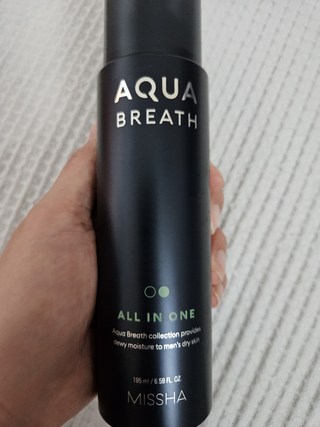 AQUA
BREATH
ALL IN ONE
Aqua Breath collection provides
dewy moisture to men's dry skin
195 ml / 6.59 FL. OZ
MISSHA